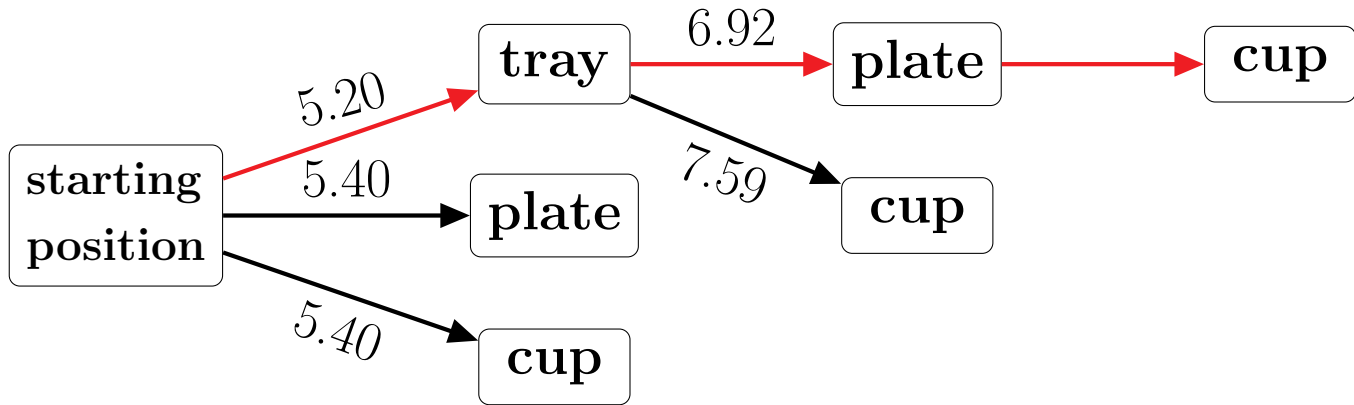 6.92
tray
plate
cup
5.20
starting
position
5.40
plate
7.59
cup
5.40
cup